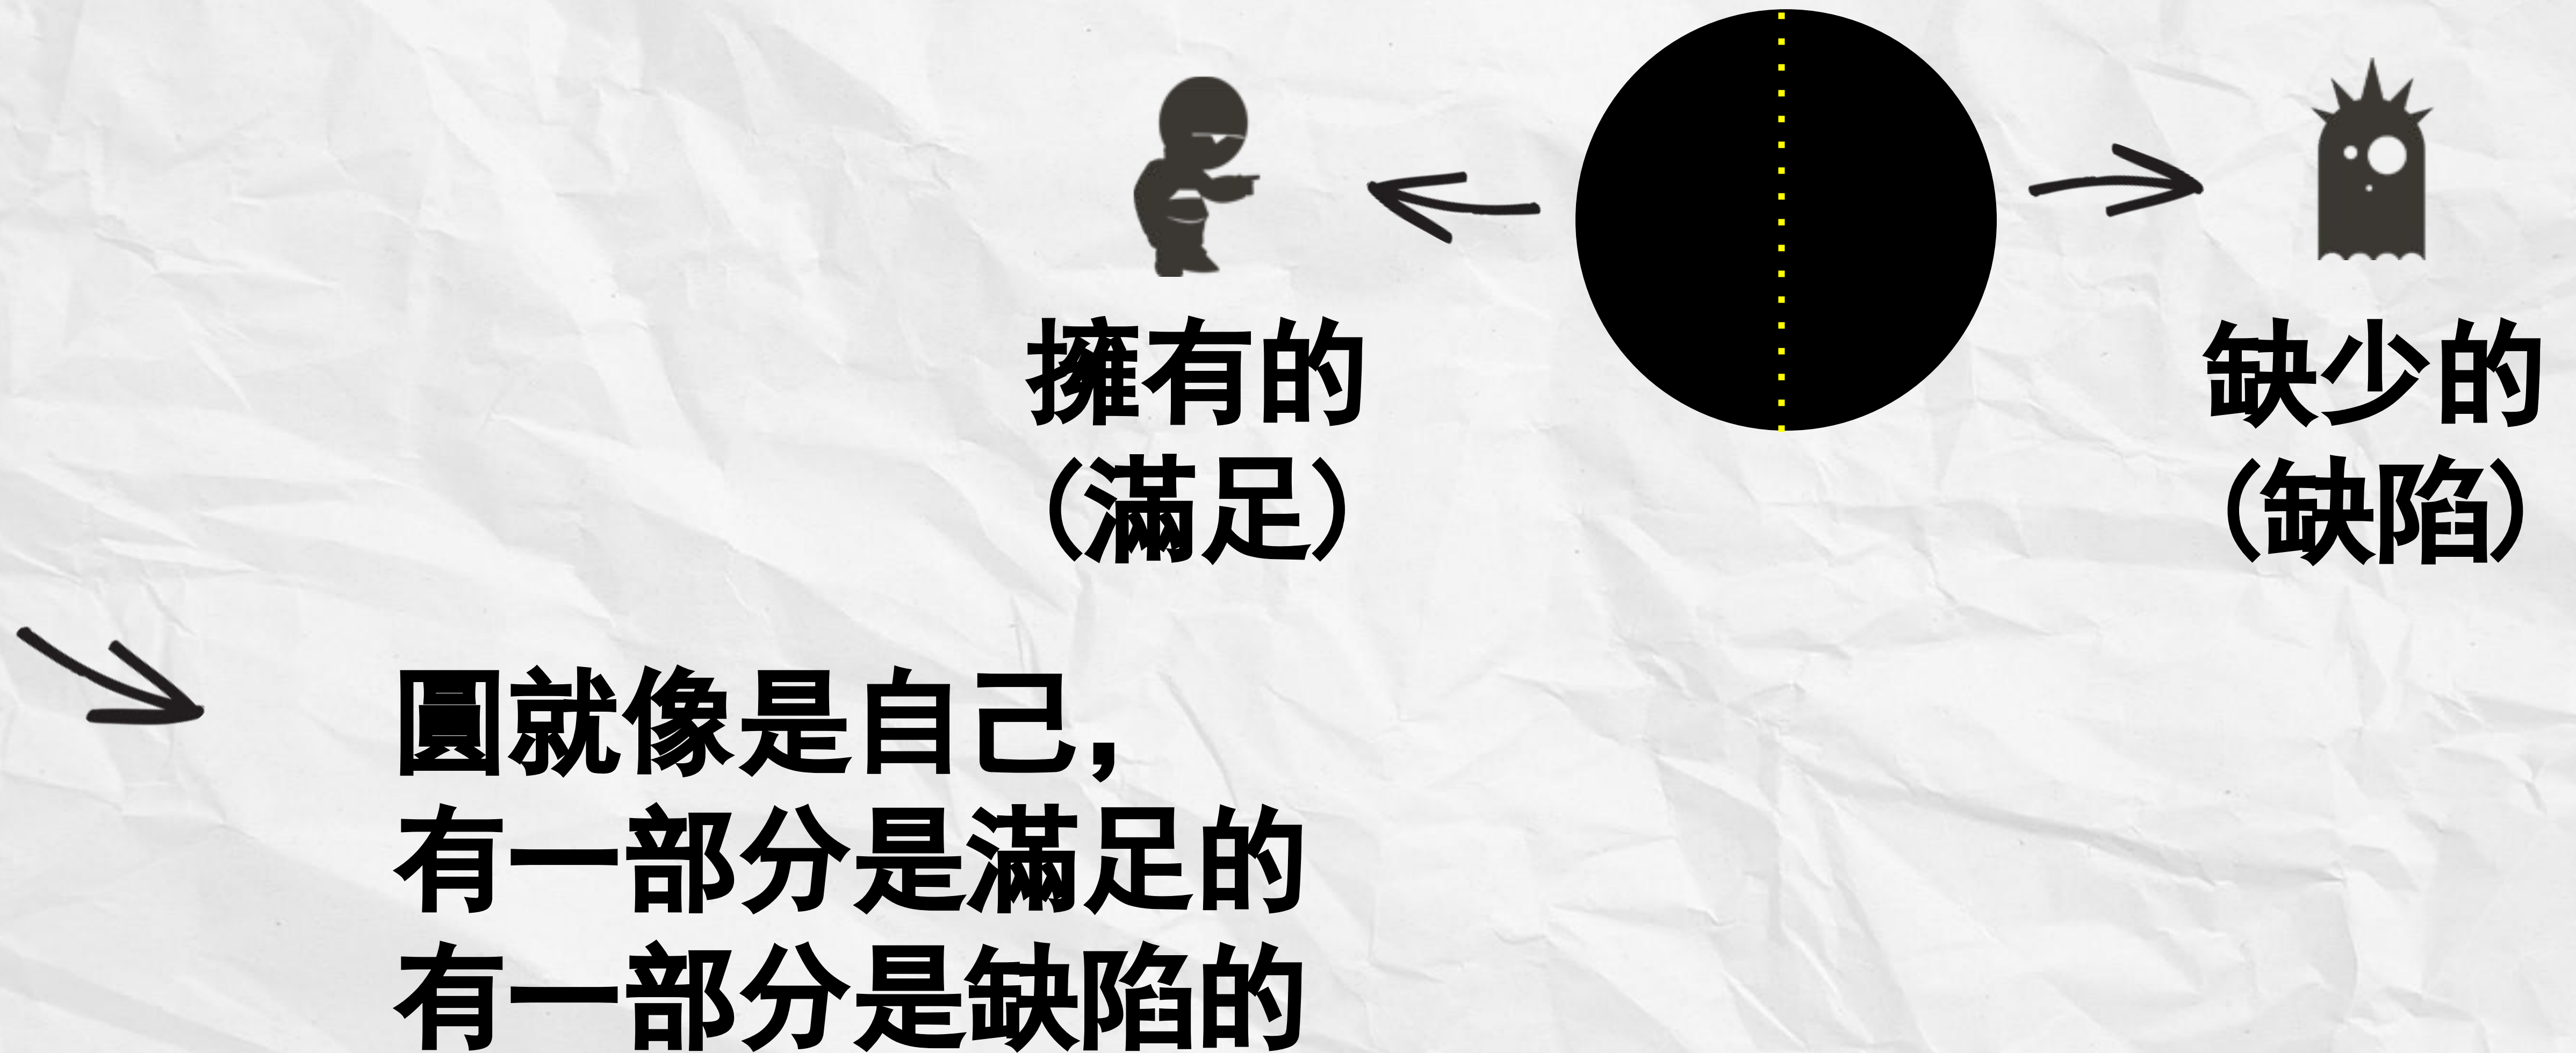 擁有的
(滿足)
缺少的
(缺陷)
圓就像是自己,
有一部分是滿足的
有一部分是缺陷的